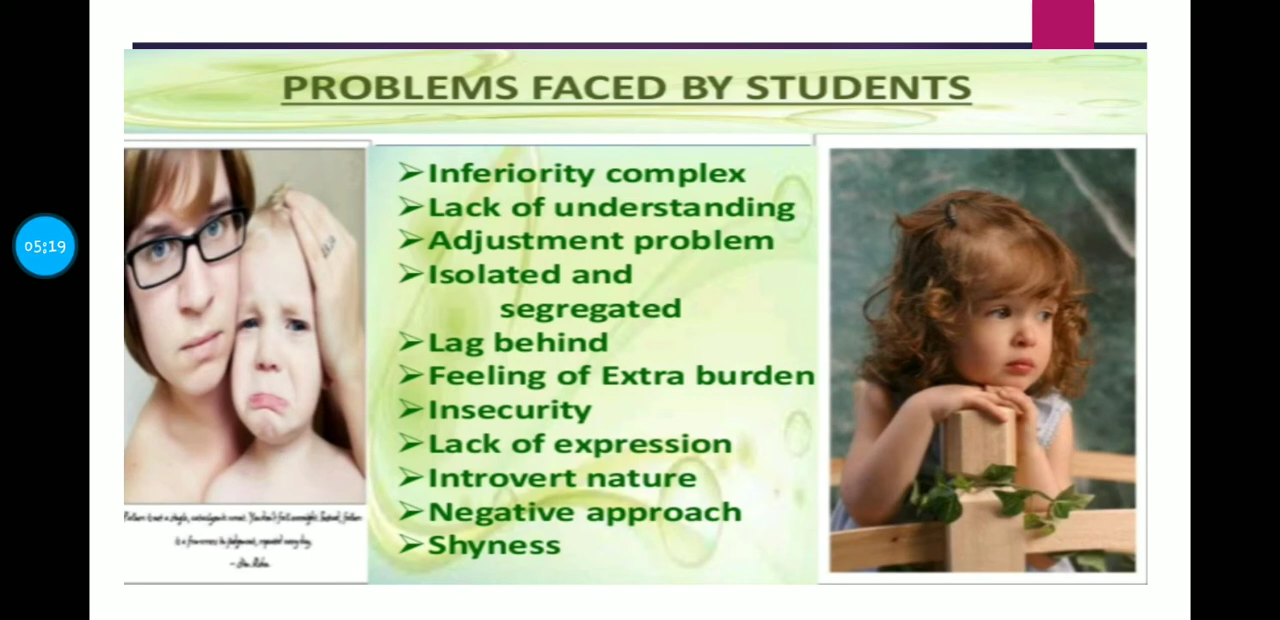 PROBLEMS FACED BY STUDENTS
05:19
➢Inferiority complex
➢Lack of understanding
➢Adjustment problem
➢Isolated and
segregated
➢Lag behind
➢Feeling of Extra burden
➢Insecurity
➢Lack of expression
➢Introvert nature
➢Negative approach
➢Shyness